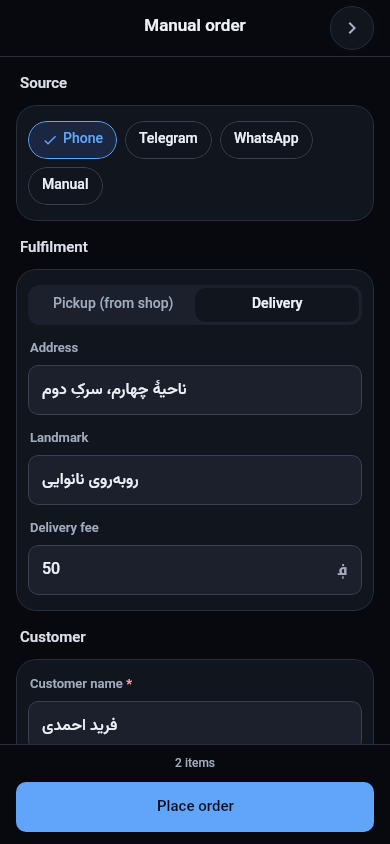 Manual order
Source
Phone
Telegram
WhatsApp
Manual
Fulfilment
Pickup (from shop)
Delivery
Address
ناحیهٔ چهارم، سرکِ دوم
Landmark
روبه‌روی نانوایی
Delivery fee
50
؋
Customer
Customer name *
فرید احمدی
2 items
Place order